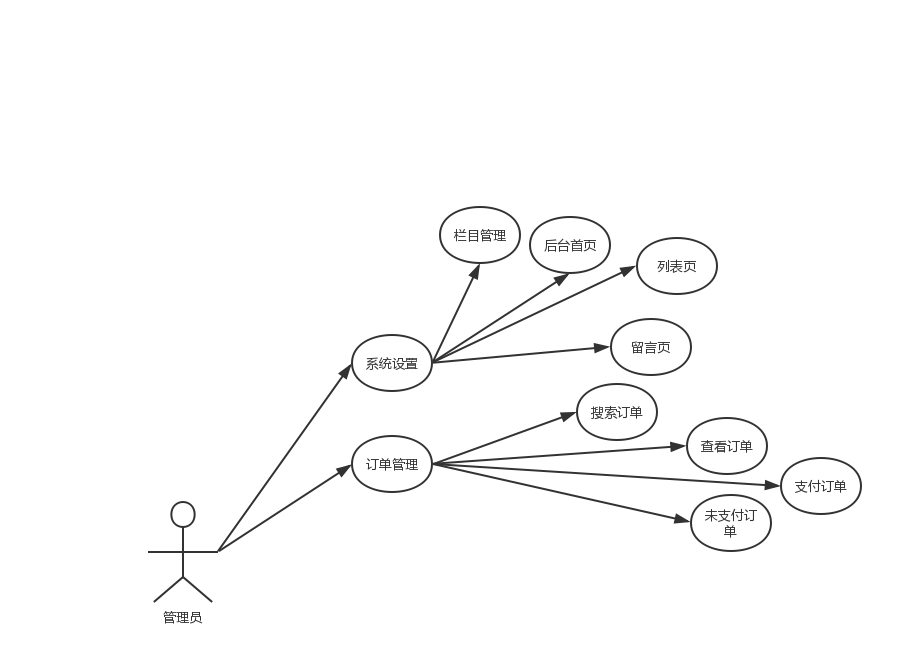 栏目管理
后台首页
列表页
留言页
系统设置
搜索订单
查看订单
订单管理
支付订单
未支付订
单
管理员